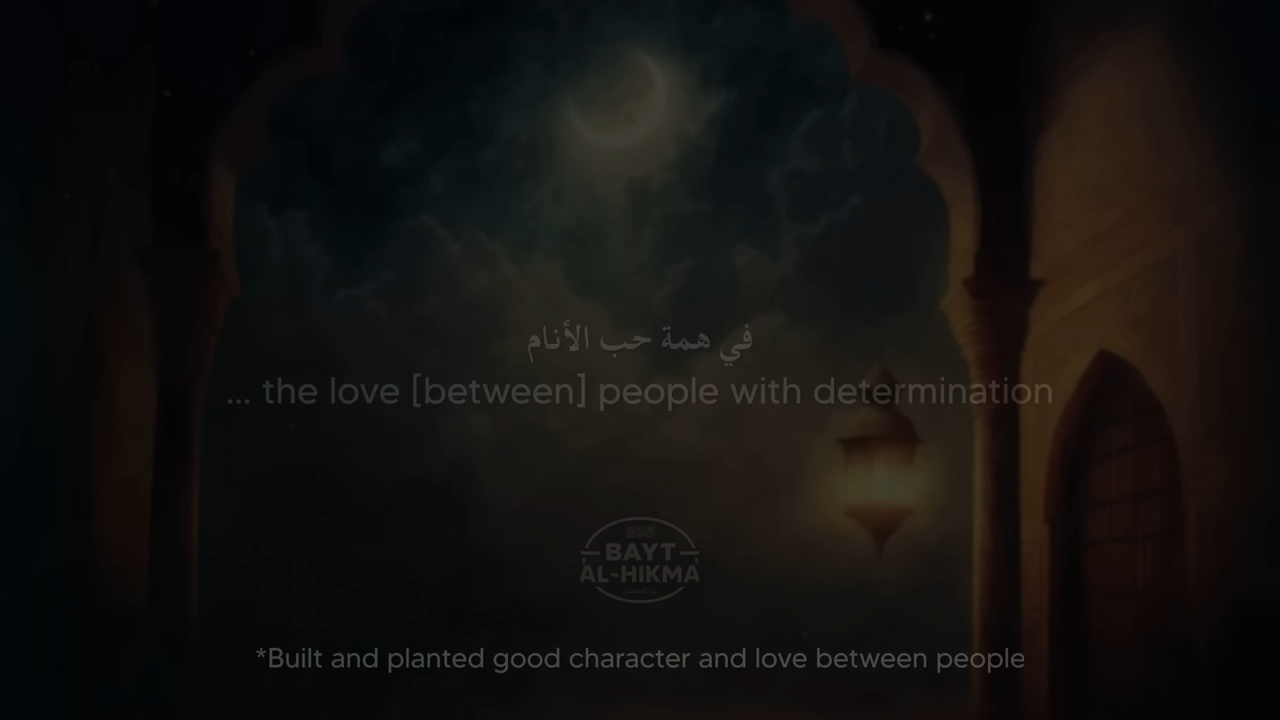 في همة حب الأنام
... the love [between] people with determination
BAYT
AL-HIKMA
*Built and planted good character and love between people